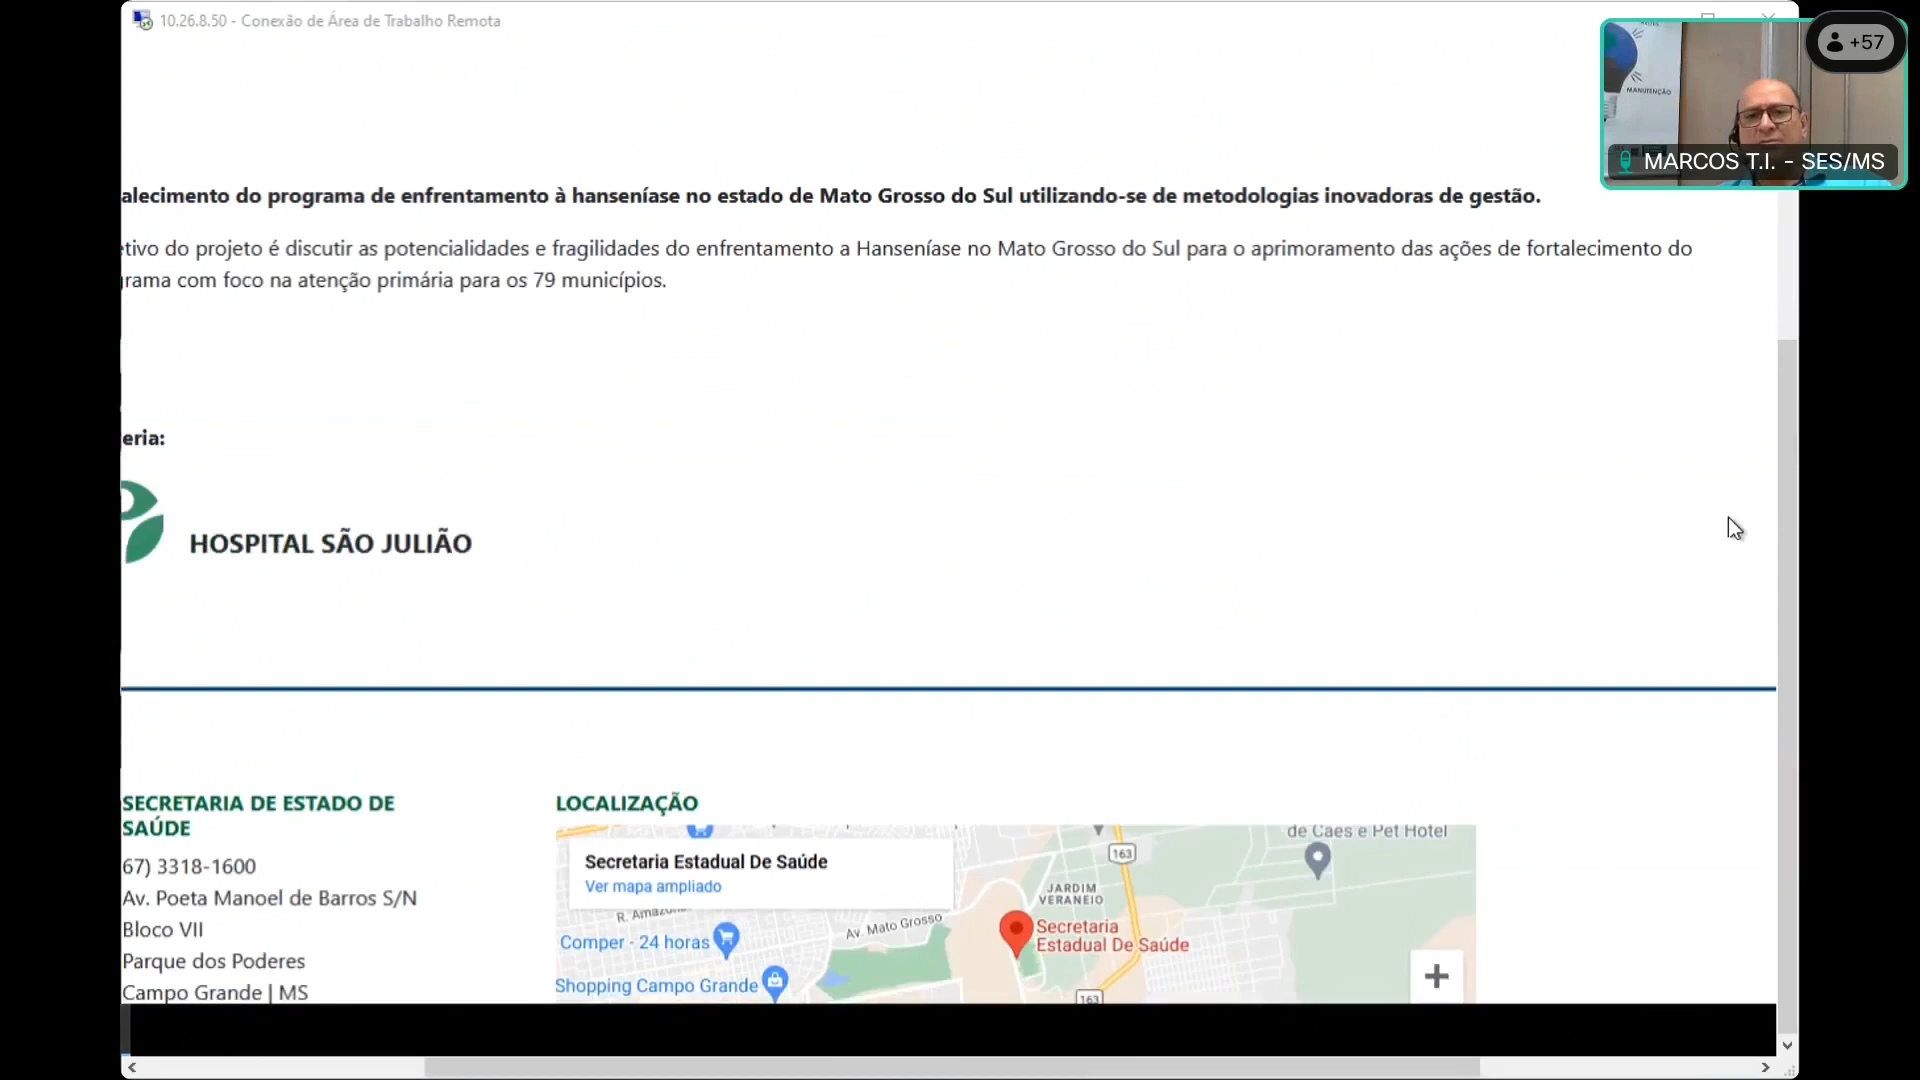 10.26.8.50 - Conexão de Área de Trabalho Remota
+57
MANUTENÇÃO
MARCOS T.I. - SES/MS
alecimento do programa de enfrentamento à hanseníase no estado de Mato Grosso do Sul utilizando-se de metodologias inovadoras de gestão.
etivo do projeto é discutir as potencialidades e fragilidades do enfrentamento a Hanseníase no Mato Grosso do Sul para o aprimoramento das ações de fortalecimento do
grama com foco na atenção primária para os 79 municípios.
eria:
HOSPITAL SÃO JULIÃO
SECRETARIA DE ESTADO DE
SAÚDE
67) 3318-1600
Av. Poeta Manoel de Barros S/N
Bloco VII
Parque dos Poderes
Campo Grande | MS
LOCALIZAÇÃO
de Cães e Pet Hotel
Secretaria Estadual De Saúde
Ver mapa ampliado
163
JARDIM
VERANEIO
R. Amazonas
Av. Mato Grosso
Secretaria
Estadual De Saúde
Comper - 24 horas
Shopping Campo Grande
163